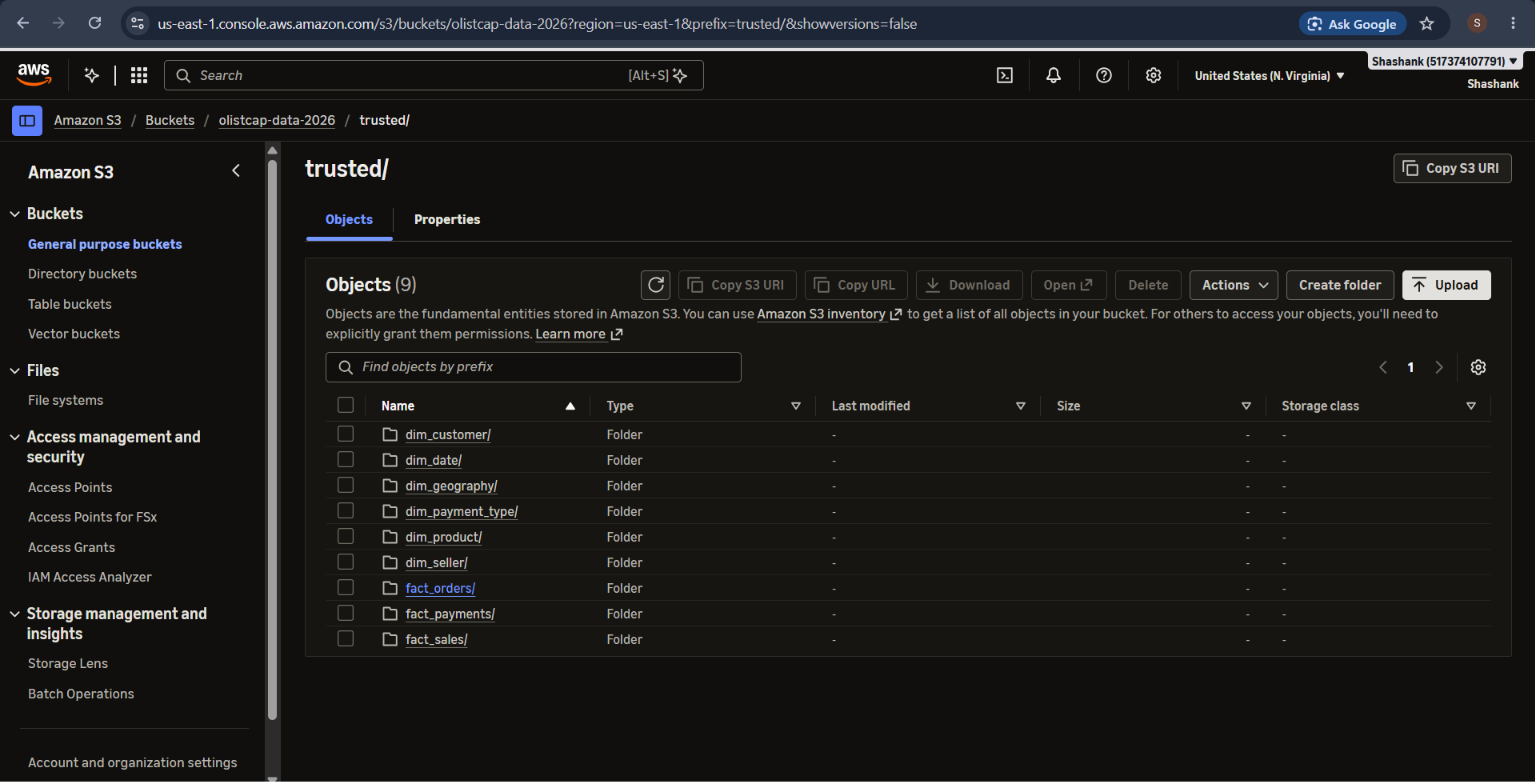 us-east-1.console.aws.amazon.com/s3/buckets/olistcap-data-2026?region=us-east-1&prefix=trusted/&showversions=false
Ask Google
S
aws
Search
[Alt+S]
United States (N. Virginia)
Shashank (517374107791)
Shashank
Amazon S3 / Buckets / olistcap-data-2026 / trusted/
Amazon S3
Buckets
General purpose buckets
Directory buckets
Table buckets
Vector buckets
Files
File systems
Access management and
security
Access Points
Access Points for FSx
Access Grants
IAM Access Analyzer
Storage management and
insights
Storage Lens
Batch Operations
Account and organization settings
trusted/
Copy S3 URI
Objects
Properties
Objects (9)
Copy S3 URI
Copy URL
Download
Open
Delete
Actions
Create folder
Upload
Objects are the fundamental entities stored in Amazon S3. You can use Amazon S3 inventory to get a list of all objects in your bucket. For others to access your objects, you'll need to
explicitly grant them permissions. Learn more
Find objects by prefix
1
Name Type Last modified Size Storage class
dim_customer/ Folder - - -
dim_date/ Folder - - -
dim_geography/ Folder - - -
dim_payment_type/ Folder - - -
dim_product/ Folder - - -
dim_seller/ Folder - - -
fact_orders/ Folder - - -
fact_payments/ Folder - - -
fact_sales/ Folder - - -